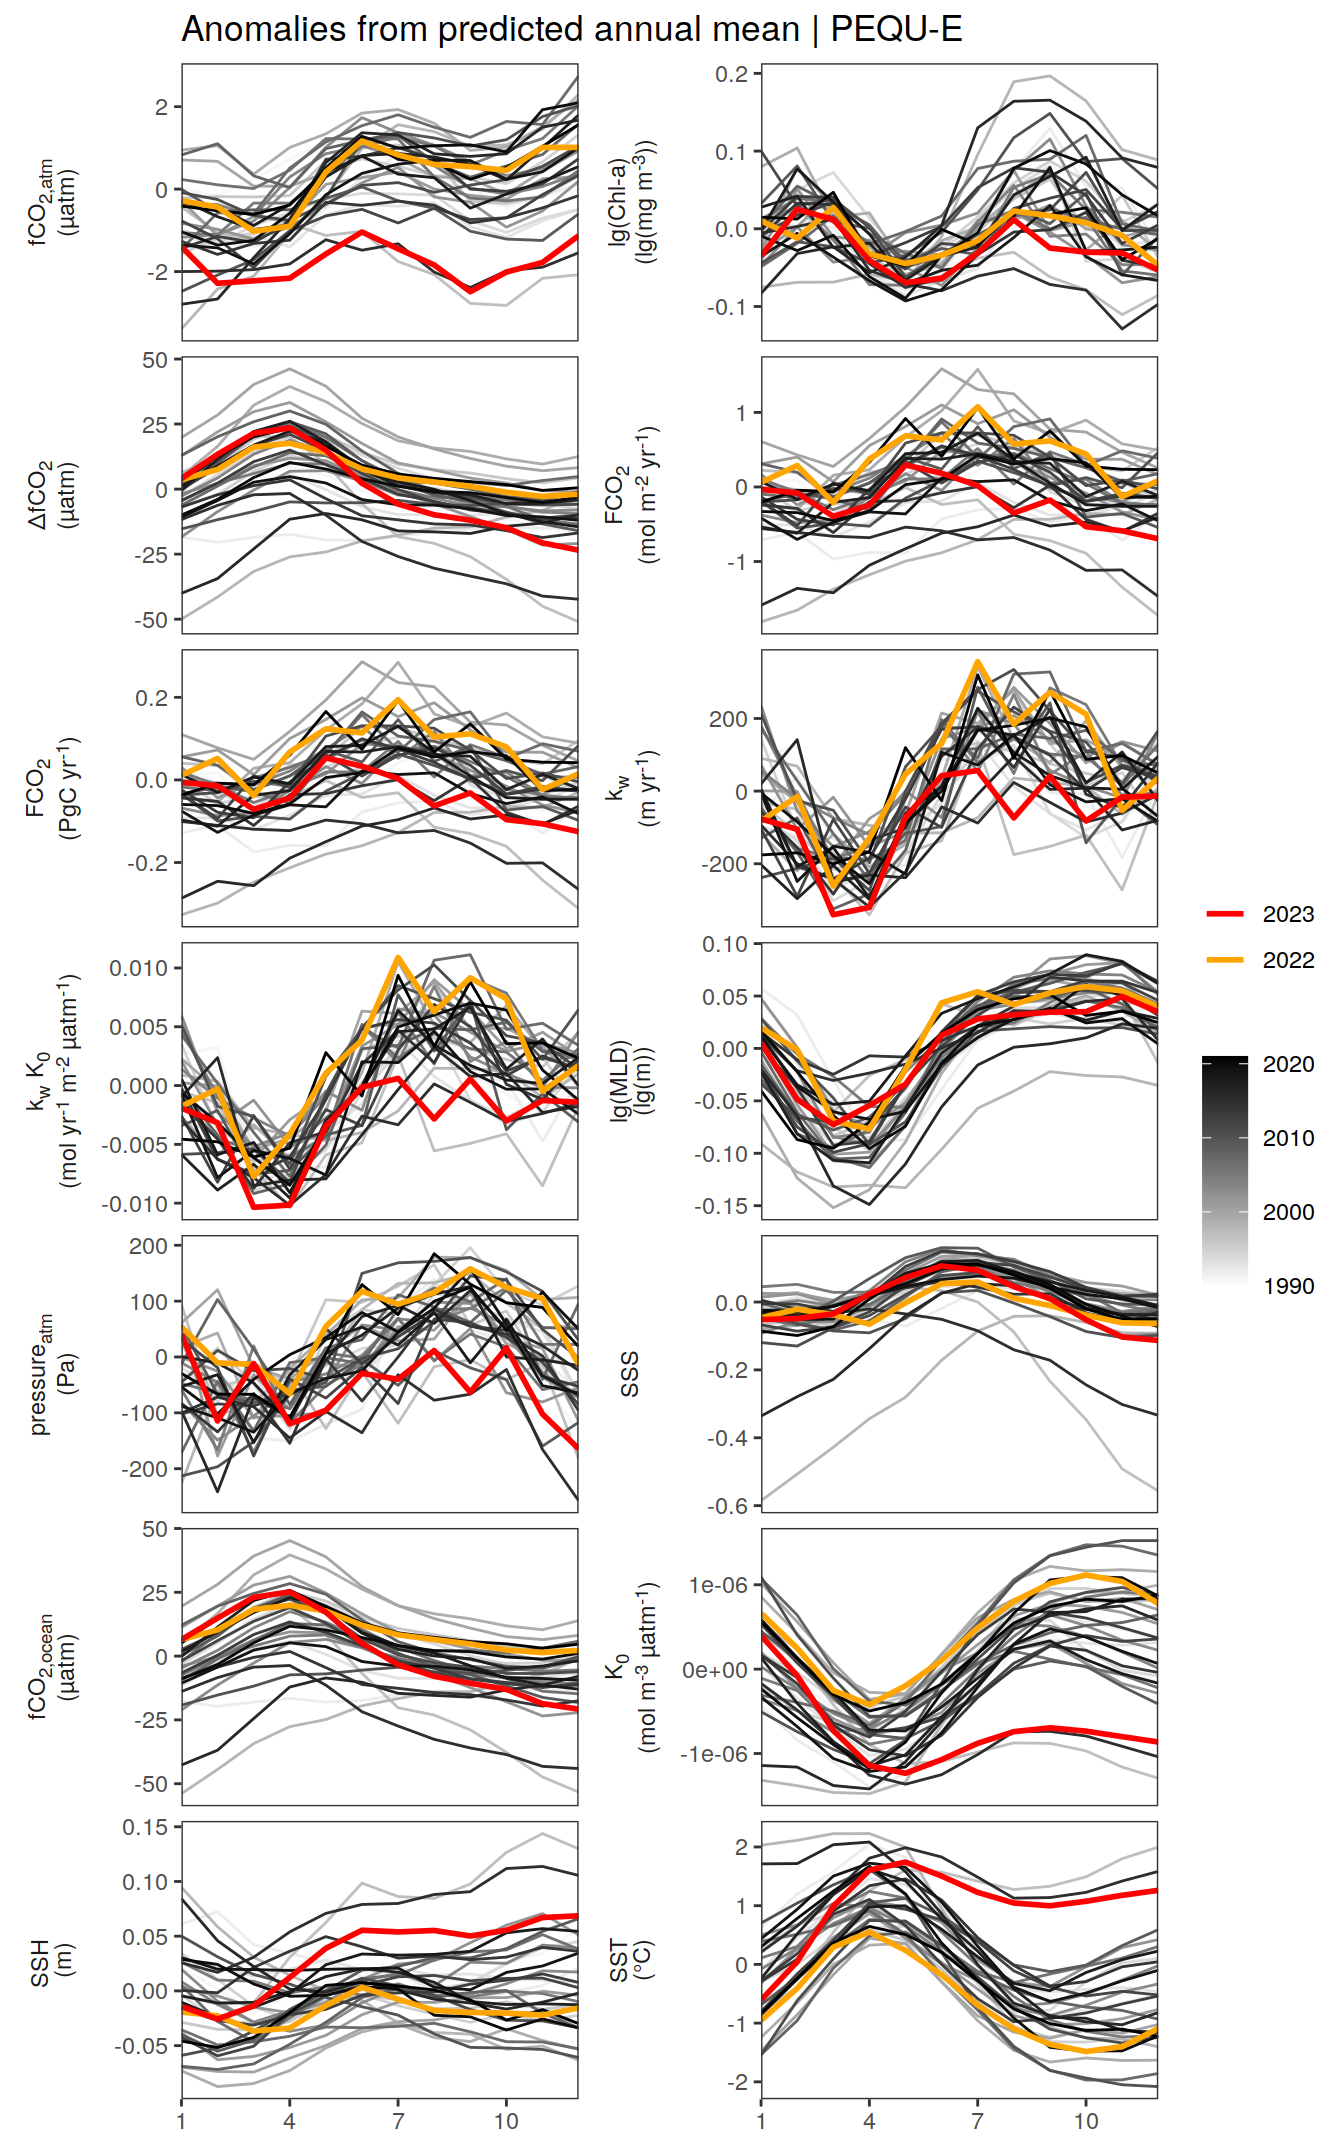 Anomalies from predicted annual mean | PEQU-E
fCO2,atm
(µatm)
2
0
-2
lg(Chl-a)
(lg(mg m-3))
0.2
0.1
0.0
-0.1
ΔfCO2
(µatm)
50
25
0
-25
-50
FCO2
(mol m-2 yr-1)
1
0
-1
FCO2
(PgC yr-1)
0.2
0.0
-0.2
kw
(m yr-1)
200
0
-200
kw K0
(mol yr-1 m-2 µatm-1)
0.010
0.005
0.000
-0.005
-0.010
lg(MLD)
(lg(m))
0.10
0.05
0.00
-0.05
-0.10
-0.15
pressureatm
(Pa)
200
100
0
-100
-200
SSS
0.0
-0.2
-0.4
-0.6
fCO2,ocean
(µatm)
50
25
0
-25
-50
K0
(mol m-3 µatm-1)
1e-06
0e+00
-1e-06
SSH
(m)
0.15
0.10
0.05
0.00
-0.05
SST
(°C)
2
1
0
-1
-2
1 4 7 10
1 4 7 10
2023
2022
2020
2010
2000
1990